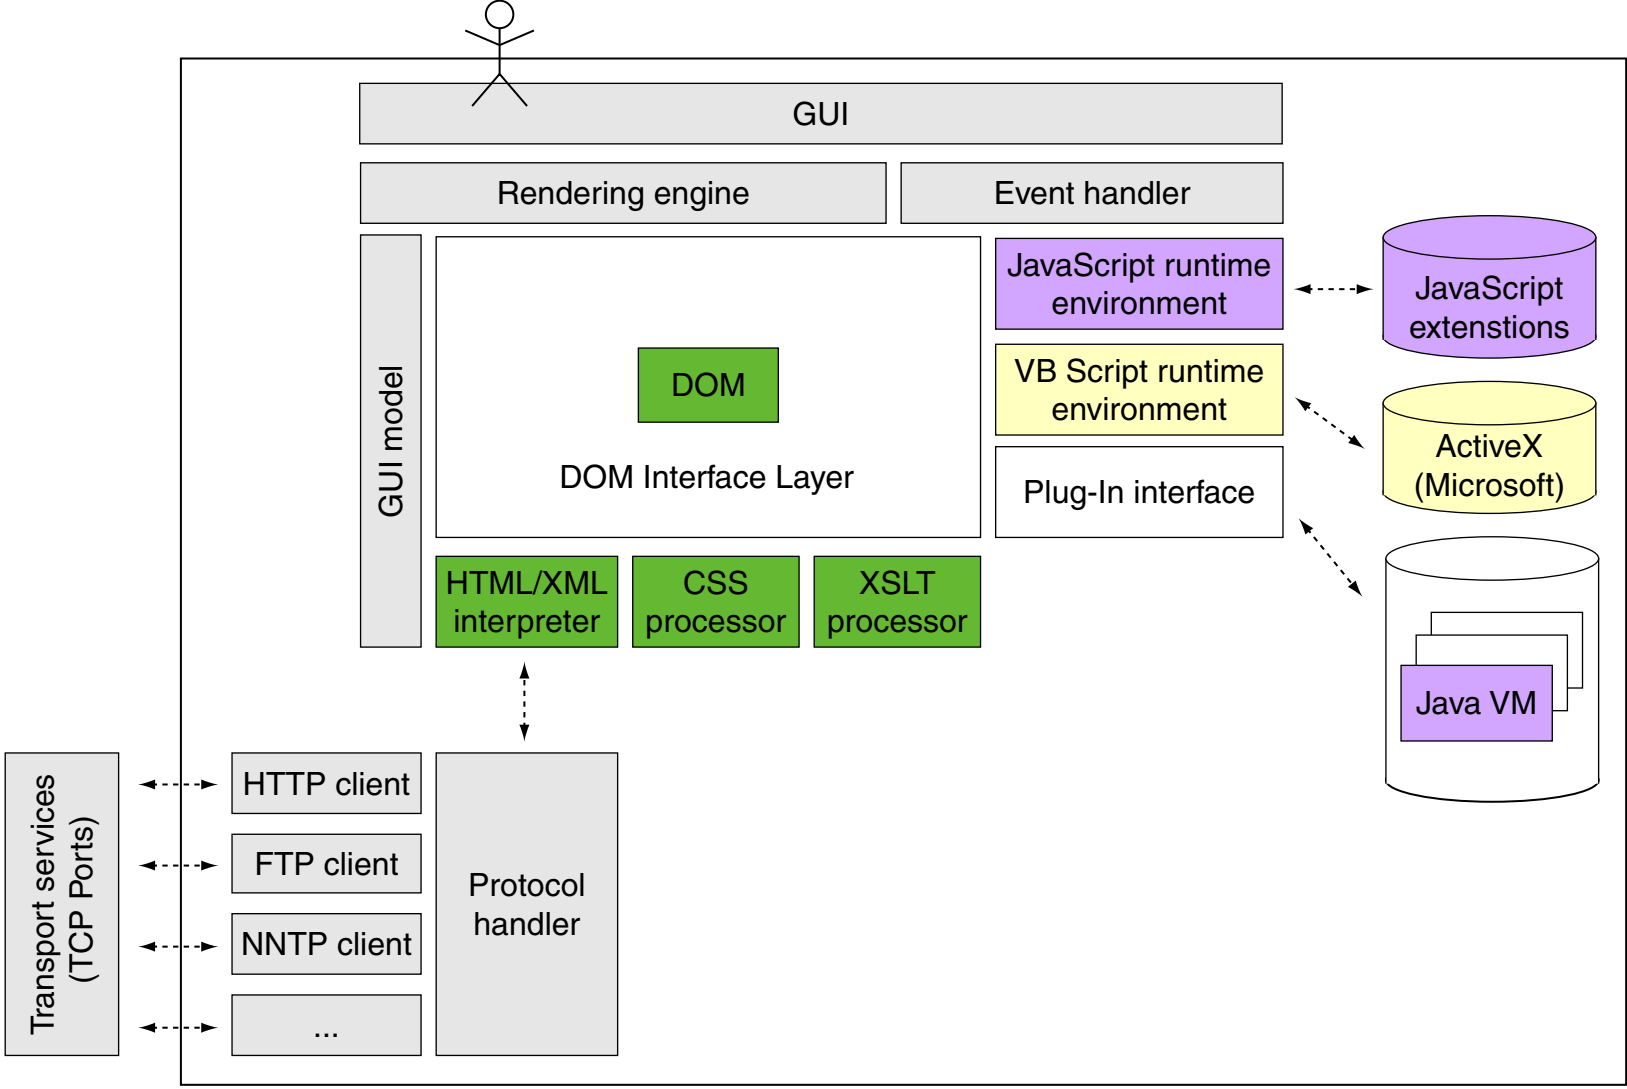 GUI
Rendering engine
Event handler
GUI model
DOM
DOM Interface Layer
JavaScript runtime
environment
VB Script runtime
environment
Plug-In interface
JavaScript
extenstions
ActiveX
(Microsoft)
Java VM
HTML/XML
interpreter
CSS
processor
XSLT
processor
Transport services
(TCP Ports)
HTTP client
FTP client
NNTP client
...
Protocol
handler